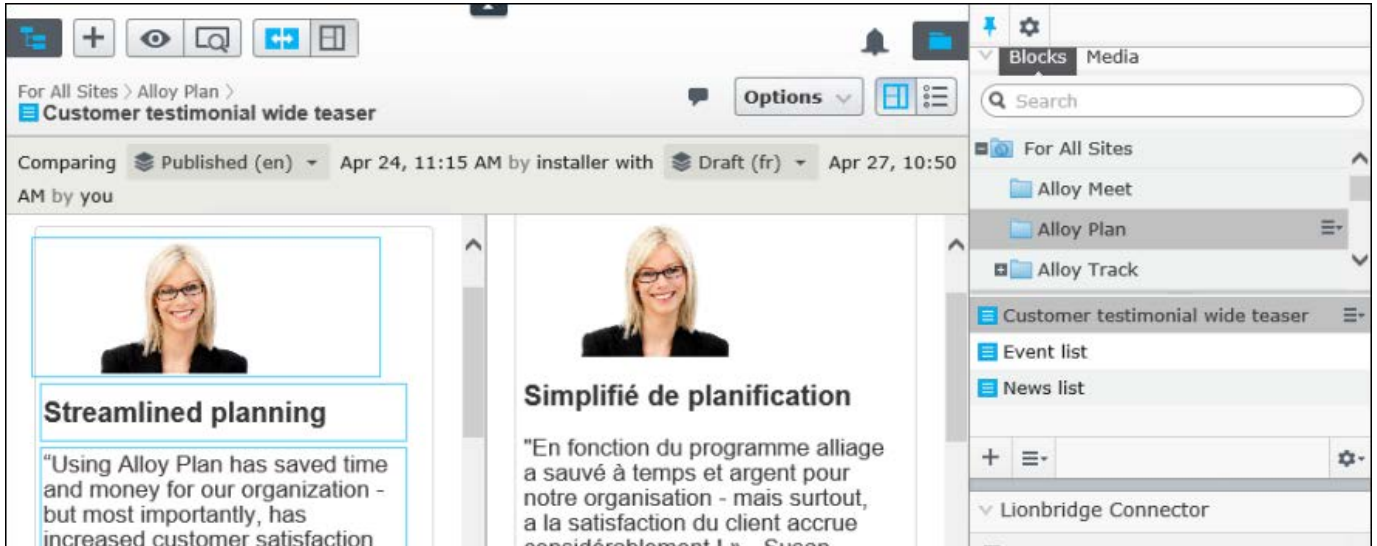 For All Sites > Alloy Plan >
Customer testimonial wide teaser
Options
Comparing Published (en) Apr 24, 11:15 AM by installer with Draft (fr) Apr 27, 10:50
AM by you
Streamlined planning
“Using Alloy Plan has saved time
and money for our organization -
but most importantly, has
increased customer satisfaction
Simplifié de planification
"En fonction du programme alliage
a sauvé à temps et argent pour
notre organisation - mais surtout,
a la satisfaction du client accrue
considérablement ! » - Susan
Blocks Media
Search
For All Sites
Alloy Meet
Alloy Plan
Alloy Track
Customer testimonial wide teaser
Event list
News list
Lionbridge Connector